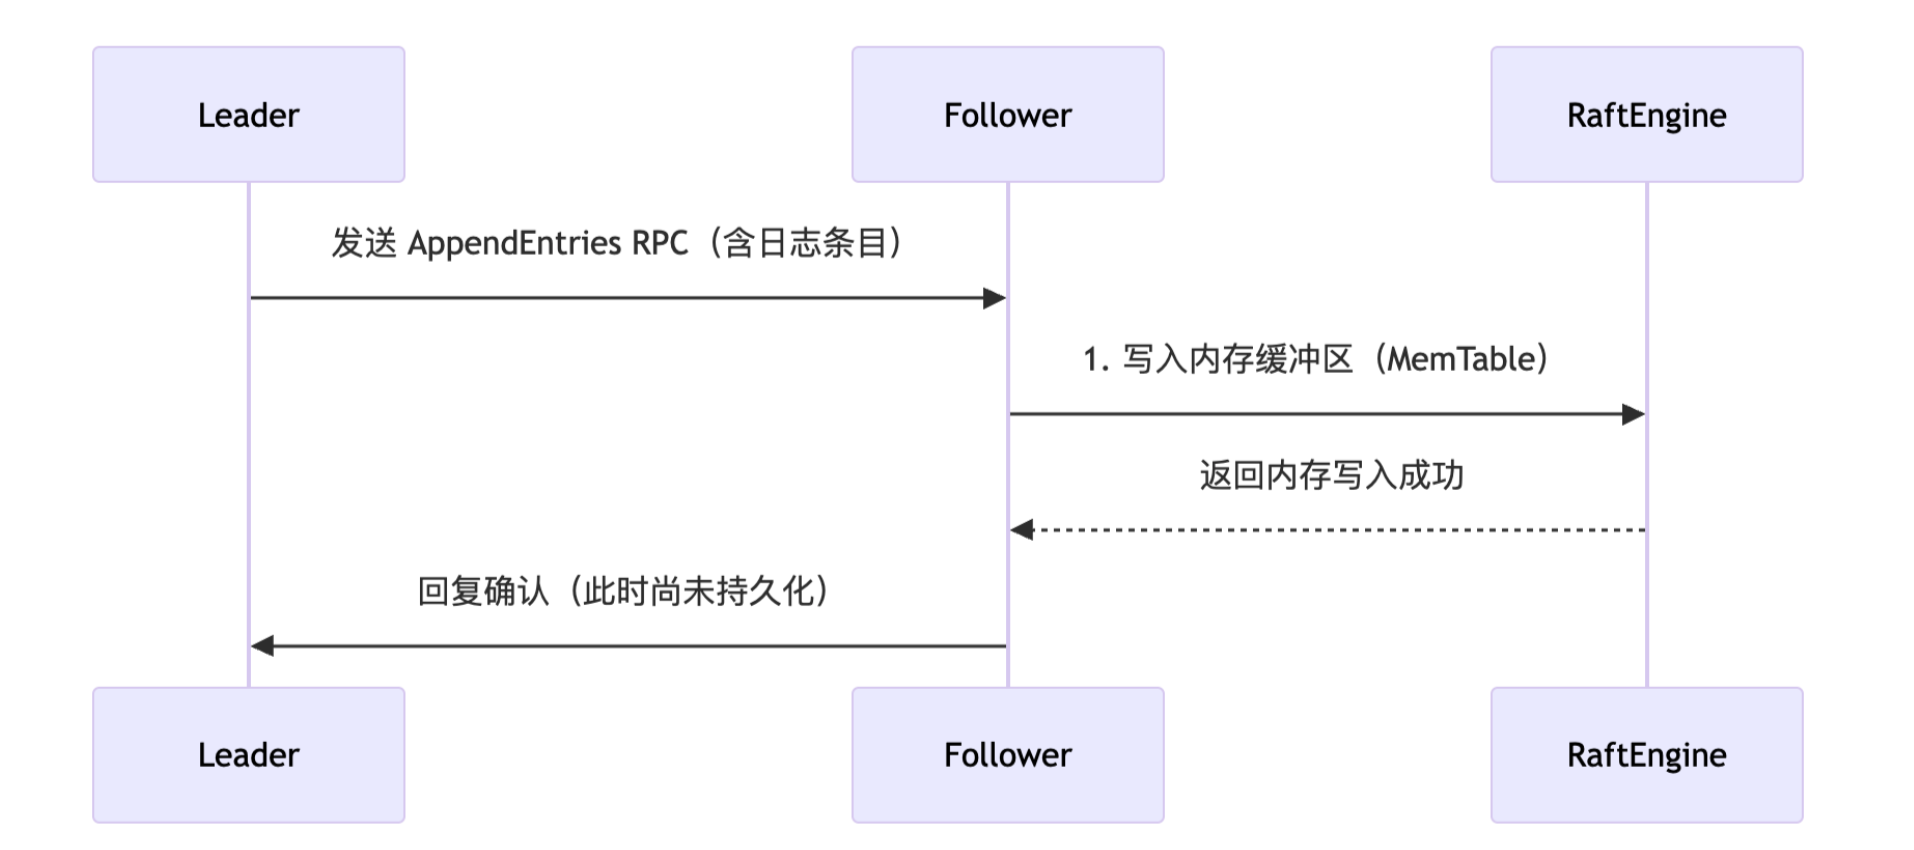 Leader
Follower
RaftEngine
发送 AppendEntries RPC（含日志条目）
1. 写入内存缓冲区（MemTable）
返回内存写入成功
回复确认（此时尚未持久化）
Leader
Follower
RaftEngine